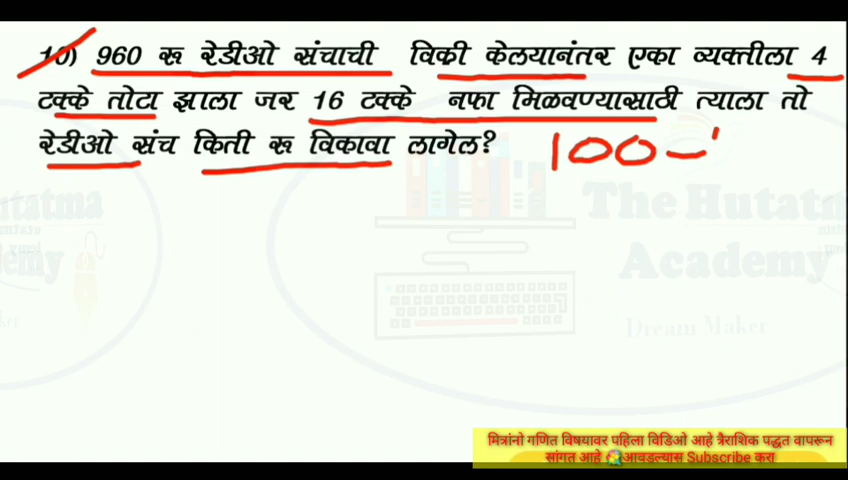 10) 960 रू रेडीओ संचाची विक्री केलयानंतर एका व्यक्तीला 4
टक्के तोटा झाला जर 16 टक्के नफा मिळवण्यासाठी त्याला तो
रेडीओ संच किती रू विकावा लागेल?
100-
The Hutatma
Academy
Dream Maker
मित्रांनो गणित विषयावर पहिला विडिओ आहे त्रैराशिक पद्धत वापरून
सांगत आहे 💐आवडल्यास Subscribe करा